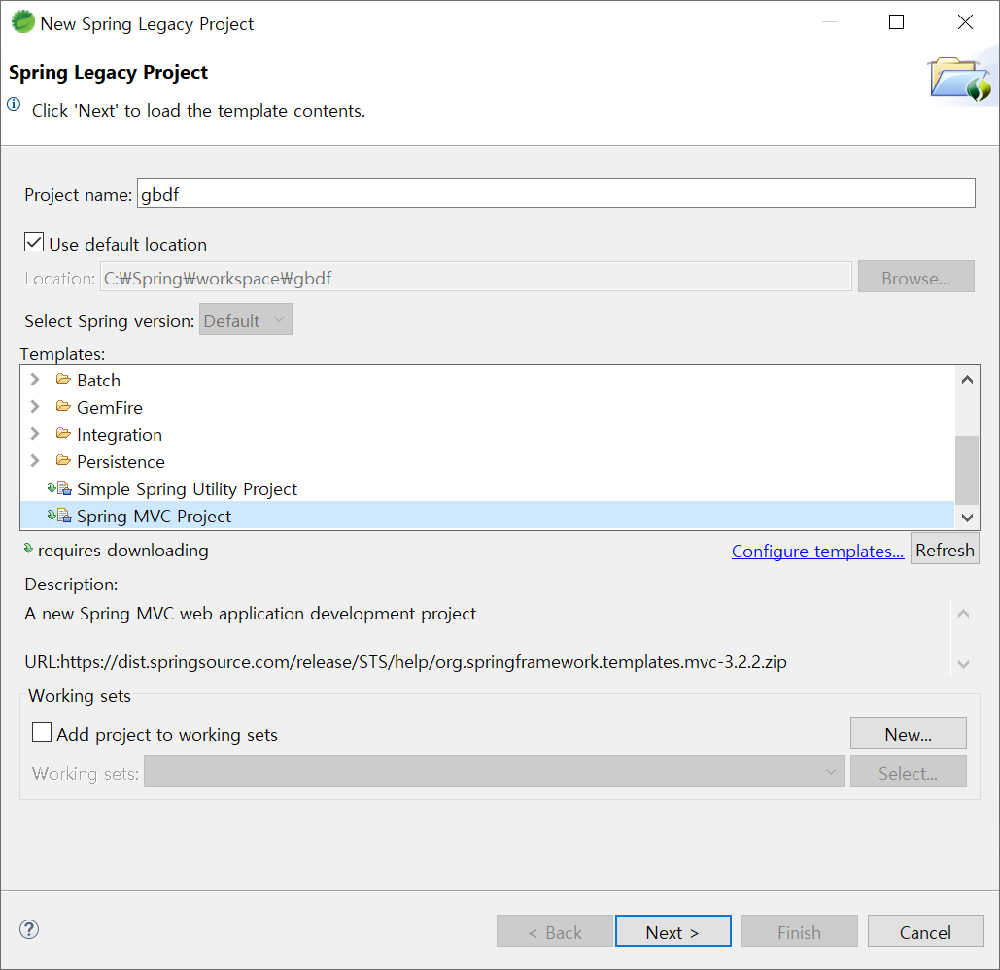 New Spring Legacy Project
Spring Legacy Project
Click 'Next' to load the template contents.
Project name: gbdf
Use default location
Location: C:₩Spring₩workspace₩gbdf Browse...
Select Spring version: Default
Templates:
Batch
GemFire
Integration
Persistence
Simple Spring Utility Project
Spring MVC Project
requires downloading Configure templates... Refresh
Description:
A new Spring MVC web application development project
URL:https://dist.springsource.com/release/STS/help/org.springframework.templates.mvc-3.2.2.zip
Working sets
Add project to working sets New...
Working sets: Select...
< Back Next > Finish Cancel